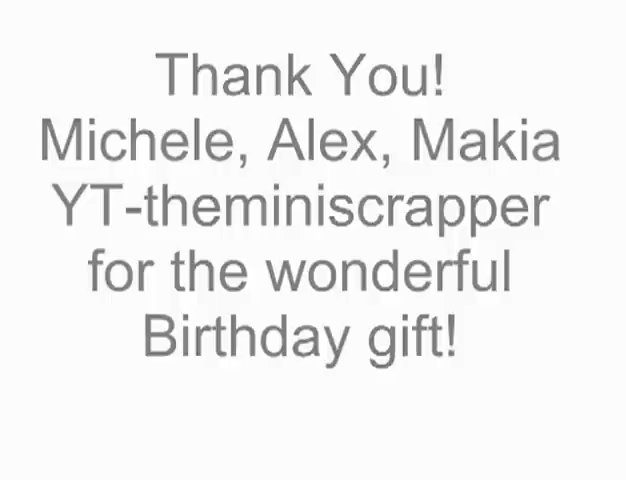 Thank You!
Michele, Alex, Makia
YT-theminiscrapper
for the wonderful
Birthday gift!